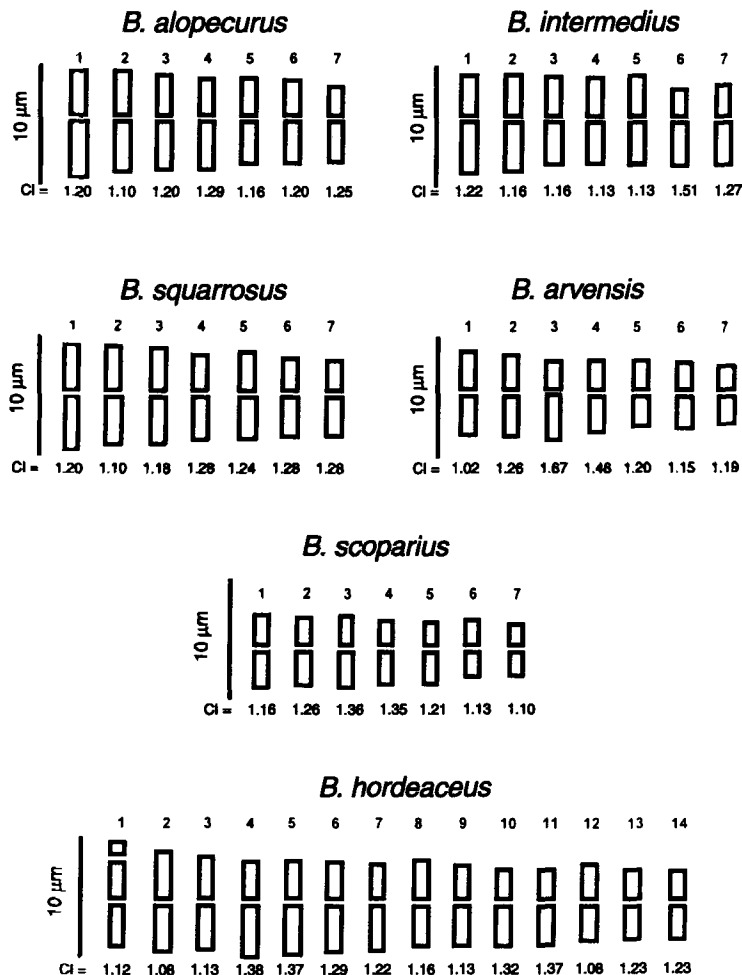 B. alopecurus
1 2 3 4 5 6 7
10 µm
CI = 1.20 1.10 1.20 1.29 1.16 1.20 1.25
B. intermedius
1 2 3 4 5 6 7
10 µm
CI = 1.22 1.16 1.16 1.13 1.13 1.51 1.27
B. squarrosus
1 2 3 4 5 6 7
10 µm
CI = 1.20 1.10 1.18 1.28 1.24 1.28 1.28
B. arvensis
1 2 3 4 5 6 7
10 µm
CI = 1.02 1.26 1.67 1.48 1.20 1.15 1.19
B. scoparius
1 2 3 4 5 6 7
10 µm
CI = 1.16 1.26 1.36 1.35 1.21 1.13 1.10
B. hordeaceus
1 2 3 4 5 6 7 8 9 10 11 12 13 14
10 µm
CI = 1.12 1.08 1.13 1.38 1.37 1.29 1.22 1.16 1.13 1.32 1.37 1.08 1.23 1.23